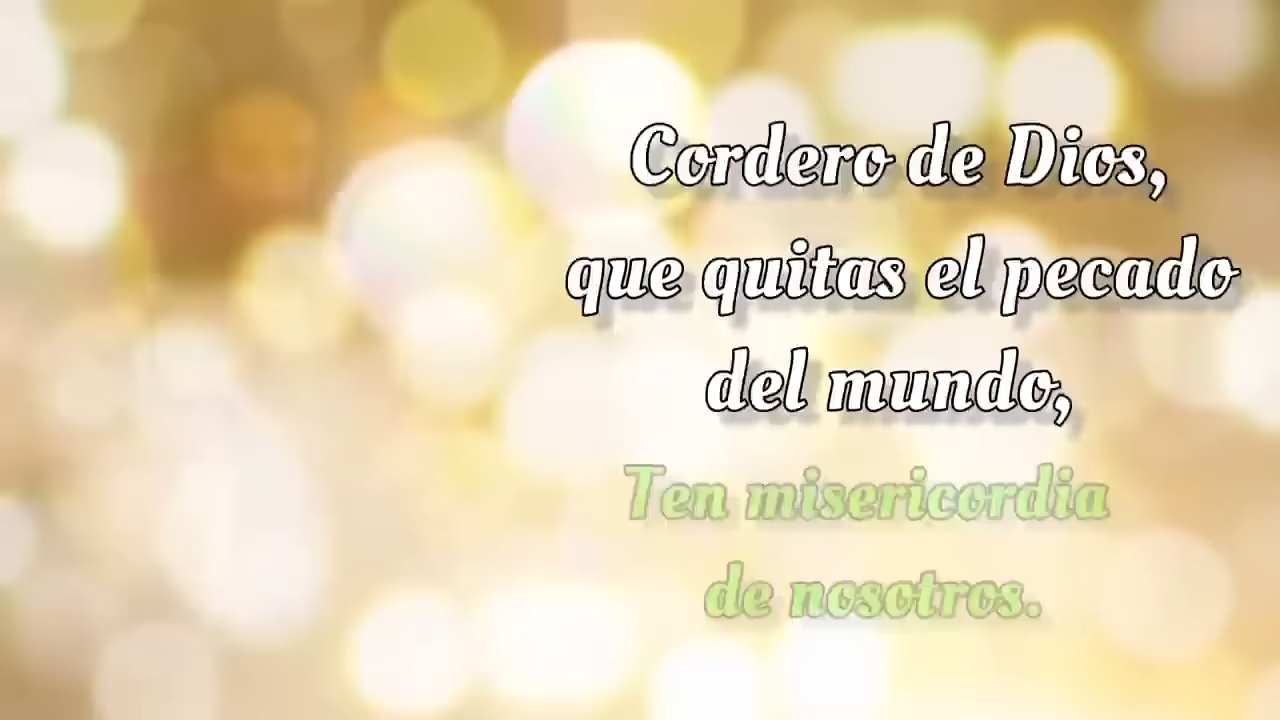 Cordero de Dios,
que quitas el pecado
del mundo,
Ten misericordia
de nosotros.